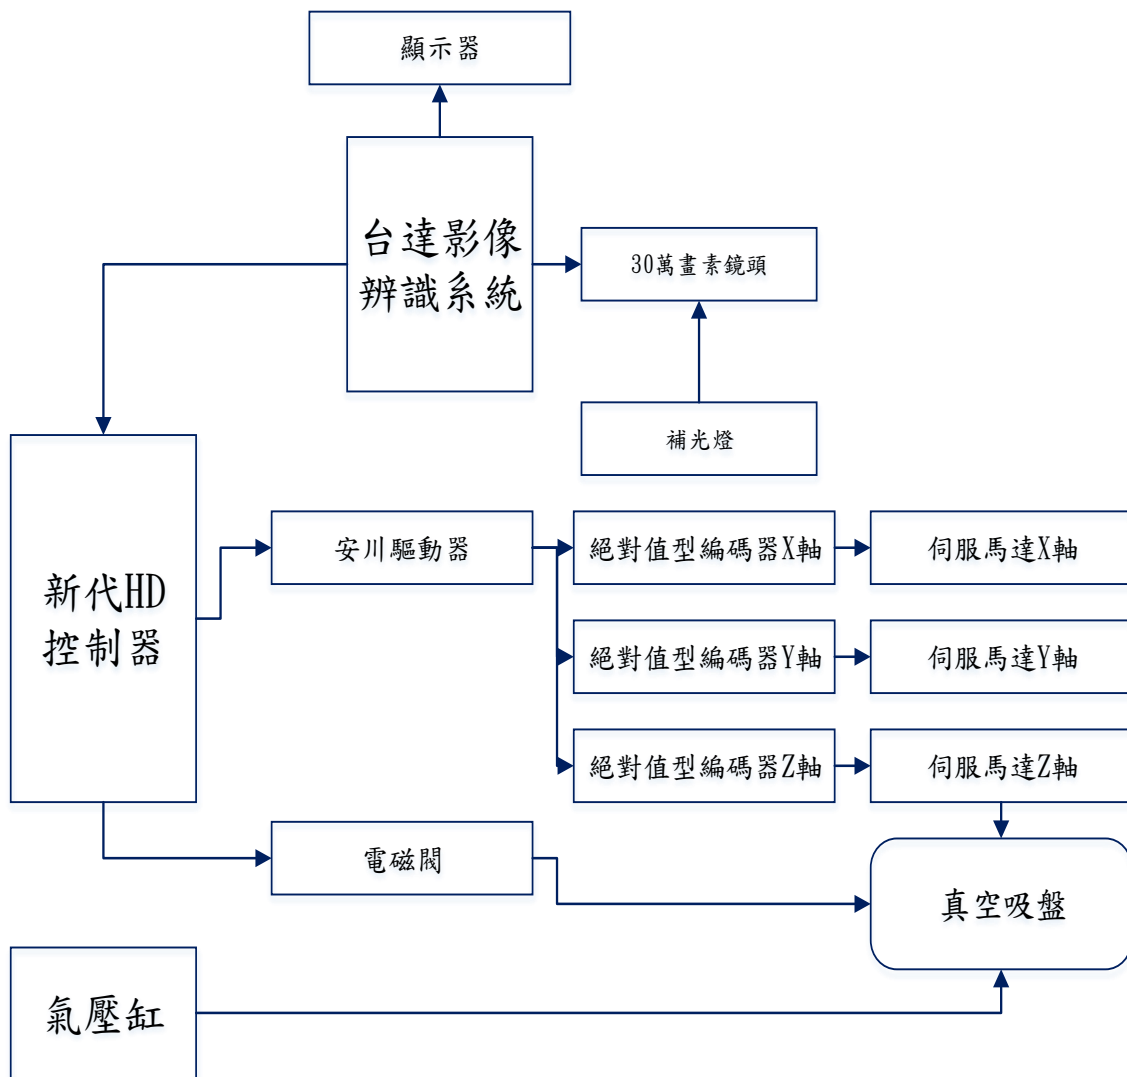 顯示器
台達影像
辨識系統
30萬畫素鏡頭
補光燈
新代HD
控制器
安川驅動器
絕對值型編碼器X軸
伺服馬達X軸
絕對值型編碼器Y軸
伺服馬達Y軸
絕對值型編碼器Z軸
伺服馬達Z軸
電磁閥
真空吸盤
氣壓缸